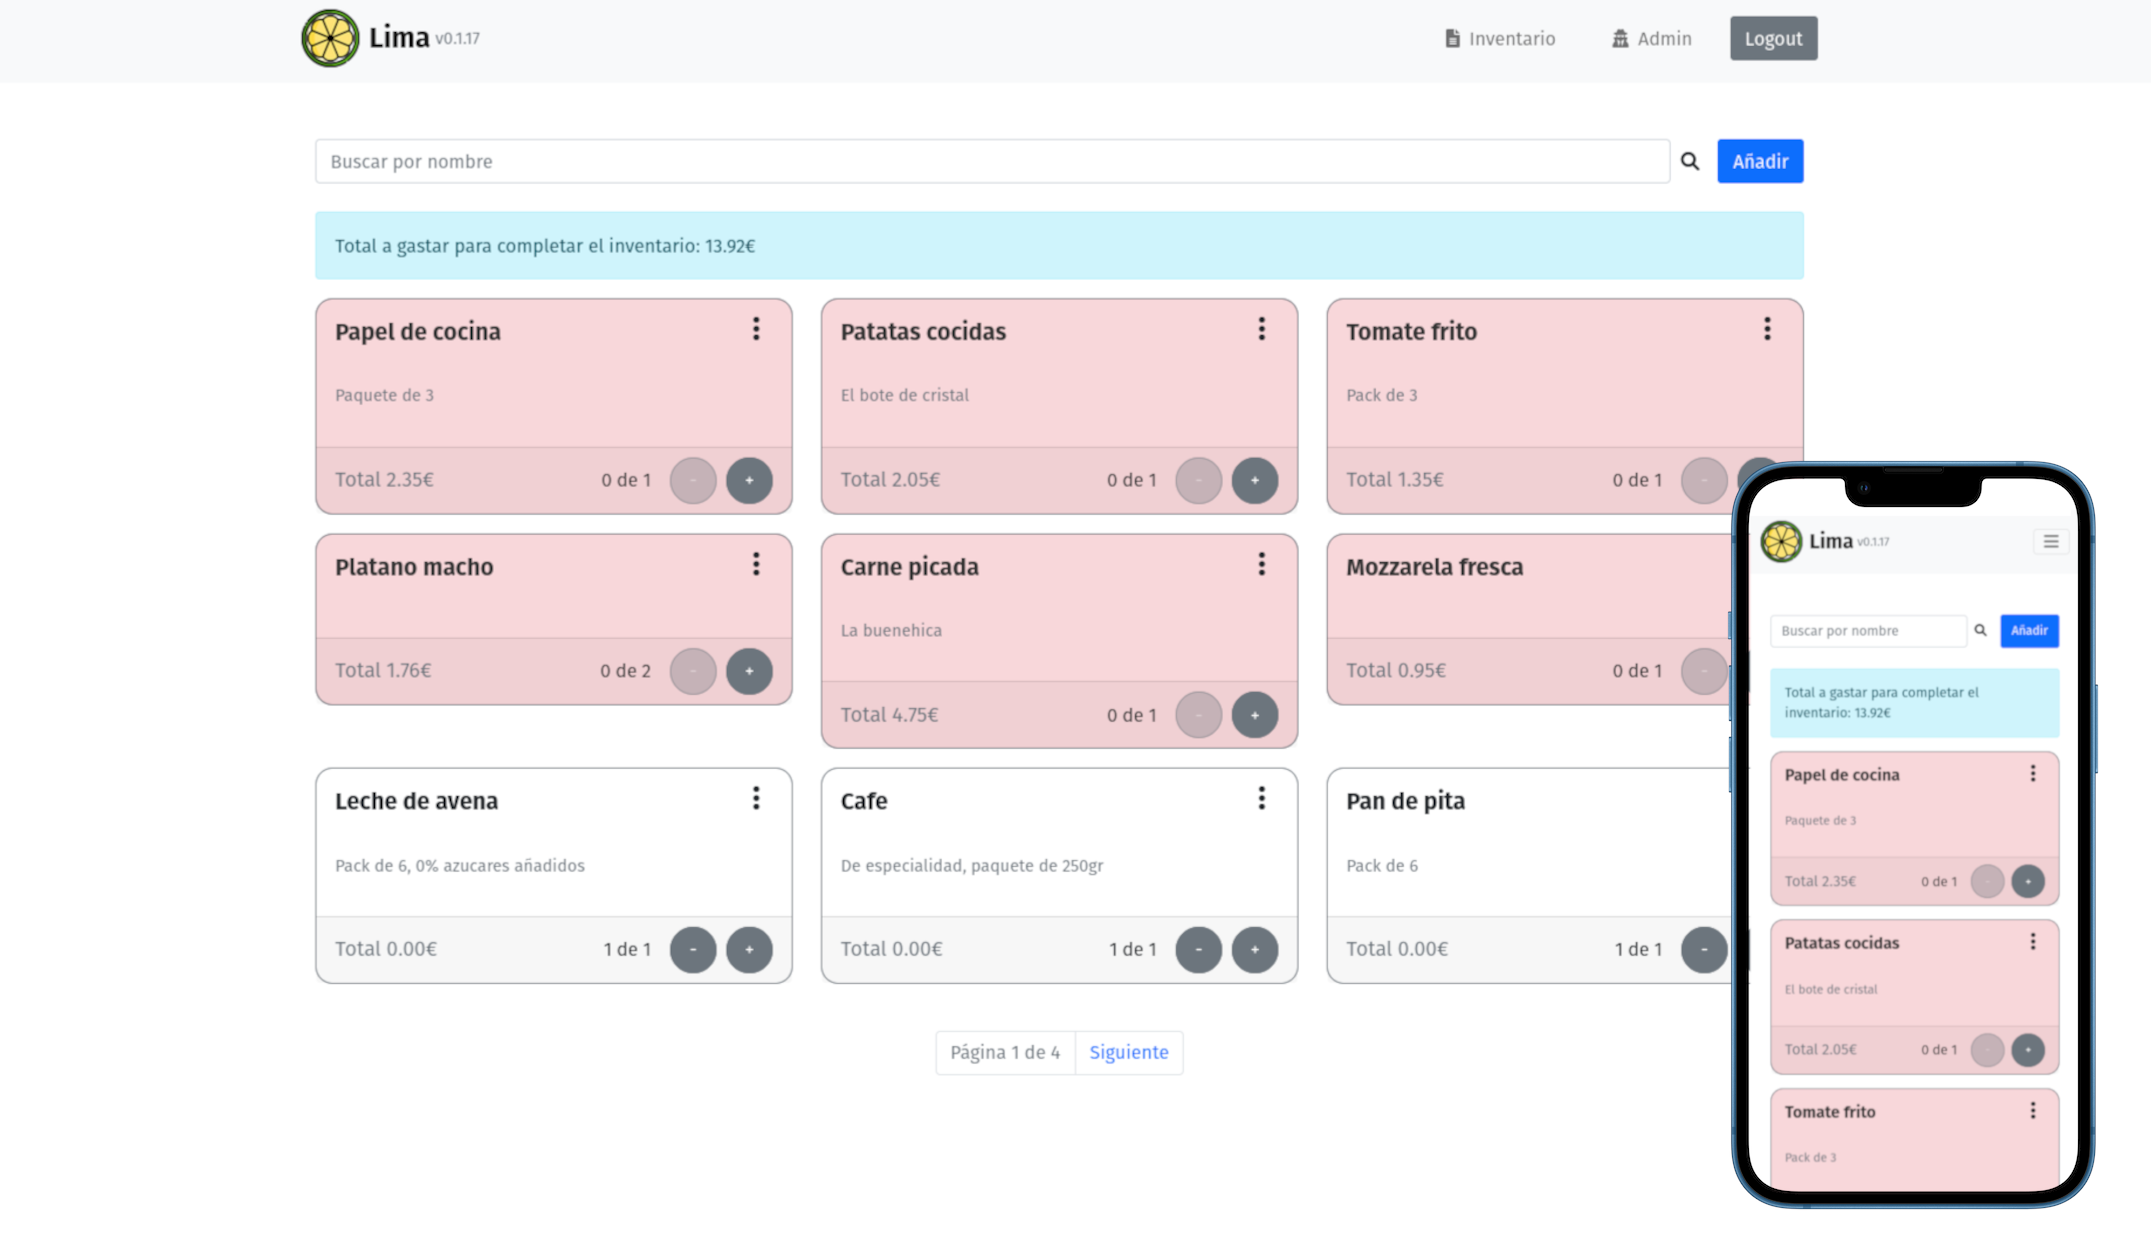 Lima v0.1.17
Inventario
Admin
Logout
Buscar por nombre
Añadir
Total a gastar para completar el inventario: 13.92€
Papel de cocina
Paquete de 3
Total 2.35€ 0 de 1 - +
Patatas cocidas
El bote de cristal
Total 2.05€ 0 de 1 - +
Tomate frito
Pack de 3
Total 1.35€ 0 de 1 -
Platano macho
Total 1.76€ 0 de 2 - +
Carne picada
La buenehica
Total 4.75€ 0 de 1 - +
Mozzarela fresca
Total 0.95€ 0 de 1 -
Leche de avena
Pack de 6, 0% azucares añadidos
Total 0.00€ 1 de 1 - +
Cafe
De especialidad, paquete de 250gr
Total 0.00€ 1 de 1 - +
Pan de pita
Pack de 6
Total 0.00€ 1 de 1 -
Página 1 de 4 Siguiente
Lima v0.1.17
Buscar por nombre
Añadir
Total a gastar para completar el
inventario: 13.92€
Papel de cocina
Paquete de 3
Total 2.35€ 0 de 1 - +
Patatas cocidas
El bote de cristal
Total 2.05€ 0 de 1 - +
Tomate frito
Pack de 3